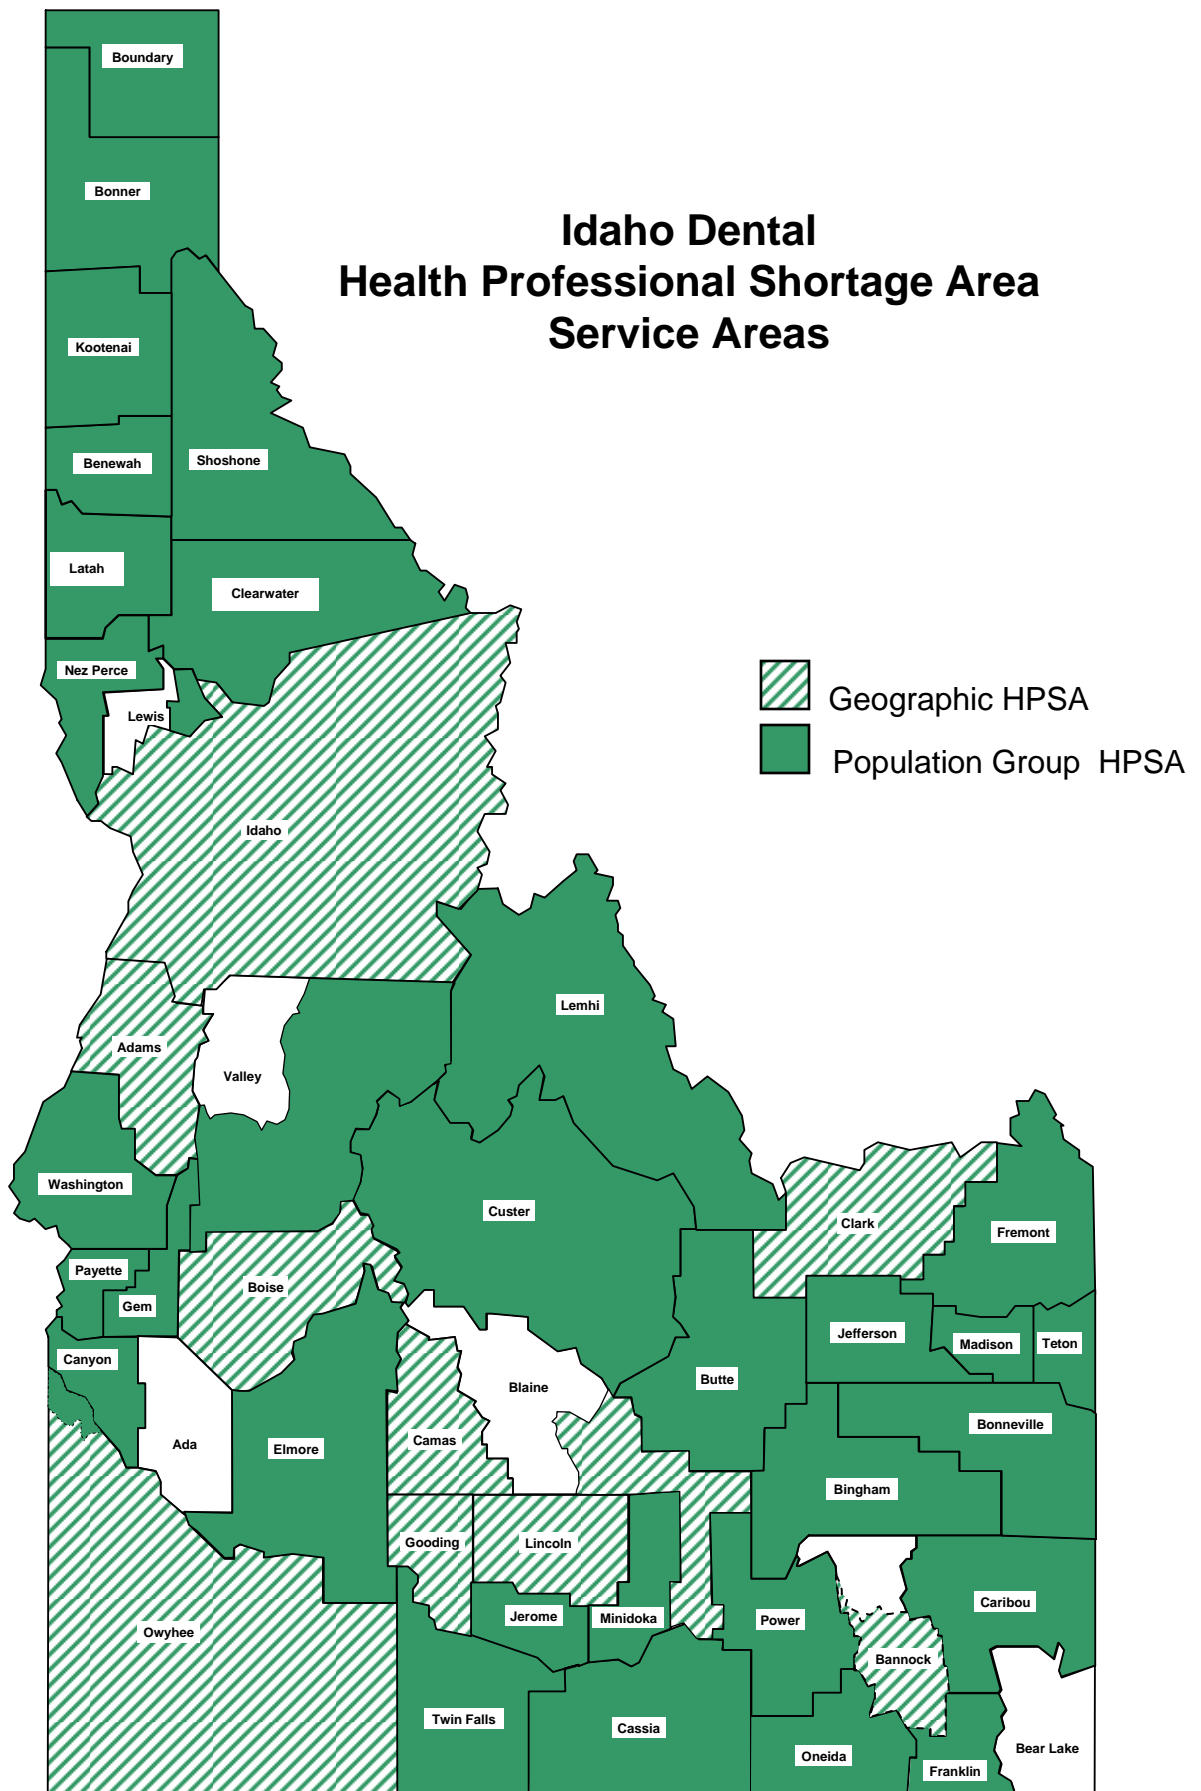 Boundary
Bonner
Idaho Dental
Health Professional Shortage Area
Service Areas
Kootenai
Benewah
Shoshone
Latah
Clearwater
Nez Perce
Lewis
Geographic HPSA
Population Group HPSA
Idaho
Lemhi
Adams
Valley
Washington
Custer
Clark
Fremont
Payette
Boise
Gem
Jefferson
Madison
Teton
Canyon
Butte
Blaine
Bonneville
Ada
Elmore
Camas
Bingham
Gooding
Lincoln
Caribou
Jerome
Minidoka
Power
Owyhee
Bannock
Twin Falls
Cassia
Bear Lake
Oneida
Franklin